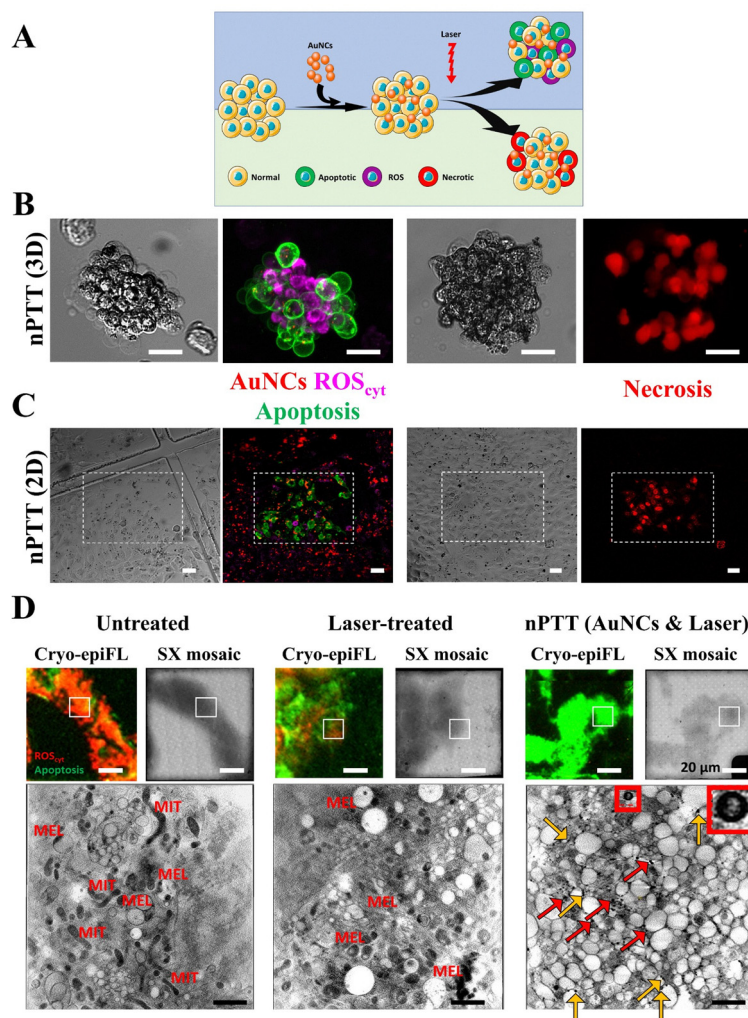 A
AuNCs
Laser
Normal Apoptotic ROS Necrotic
B
nPTT (3D)
AuNCs ROScyt
Apoptosis
Necrosis
C
nPTT (2D)
D
Untreated Laser-treated nPTT (AuNCs & Laser)
Cryo-epiFL SX mosaic Cryo-epiFL SX mosaic Cryo-epiFL SX mosaic
ROScyt
Apoptosis
20 µm
MIT
MEL
MEL
MIT
MEL
MIT
MIT
MEL
MEL
MEL
MEL